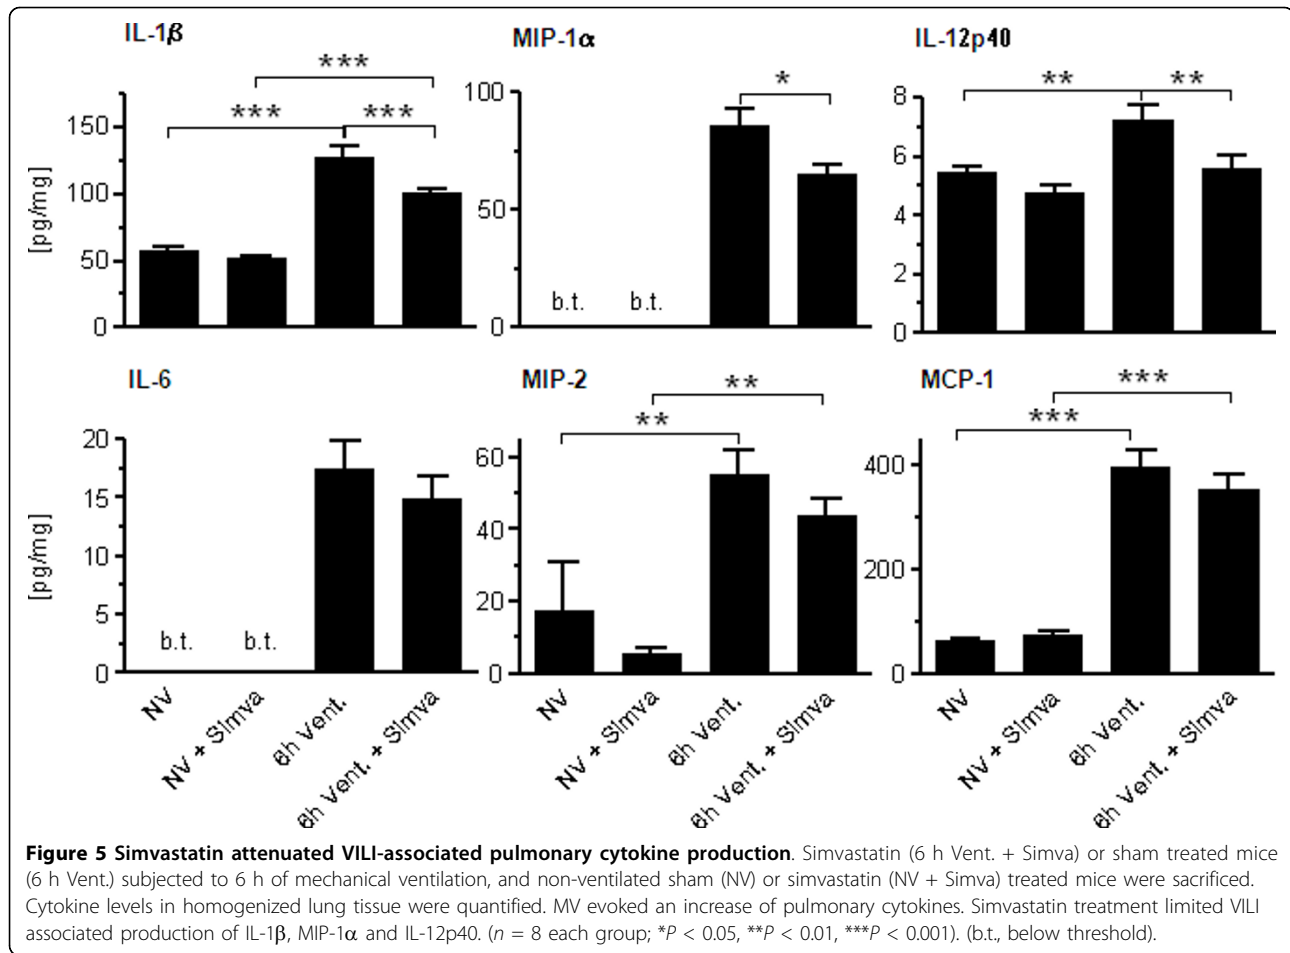 IL-1β
MIP-1α
IL-12p40
***
***
***
*
**
**
[pg/mg]
150
100
50
0
100
50
0
b.t.
b.t.
8
6
4
2
0
IL-6
MIP-2
MCP-1
**
**
***
***
[pg/mg]
20
15
10
5
0
b.t.
b.t.
60
40
20
0
400
200
0
NV
NV + Simva
6h Vent.
6h Vent. + Simva
NV
NV + Simva
6h Vent.
6h Vent. + Simva
NV
NV + Simva
6h Vent.
6h Vent. + Simva
Figure 5 Simvastatin attenuated VILI-associated pulmonary cytokine production. Simvastatin (6 h Vent. + Simva) or sham treated mice
(6 h Vent.) subjected to 6 h of mechanical ventilation, and non-ventilated sham (NV) or simvastatin (NV + Simva) treated mice were sacrificed.
Cytokine levels in homogenized lung tissue were quantified. MV evoked an increase of pulmonary cytokines. Simvastatin treatment limited VILI
associated production of IL-1β, MIP-1α and IL-12p40. (n = 8 each group; *P < 0.05, **P < 0.01, ***P < 0.001). (b.t., below threshold).